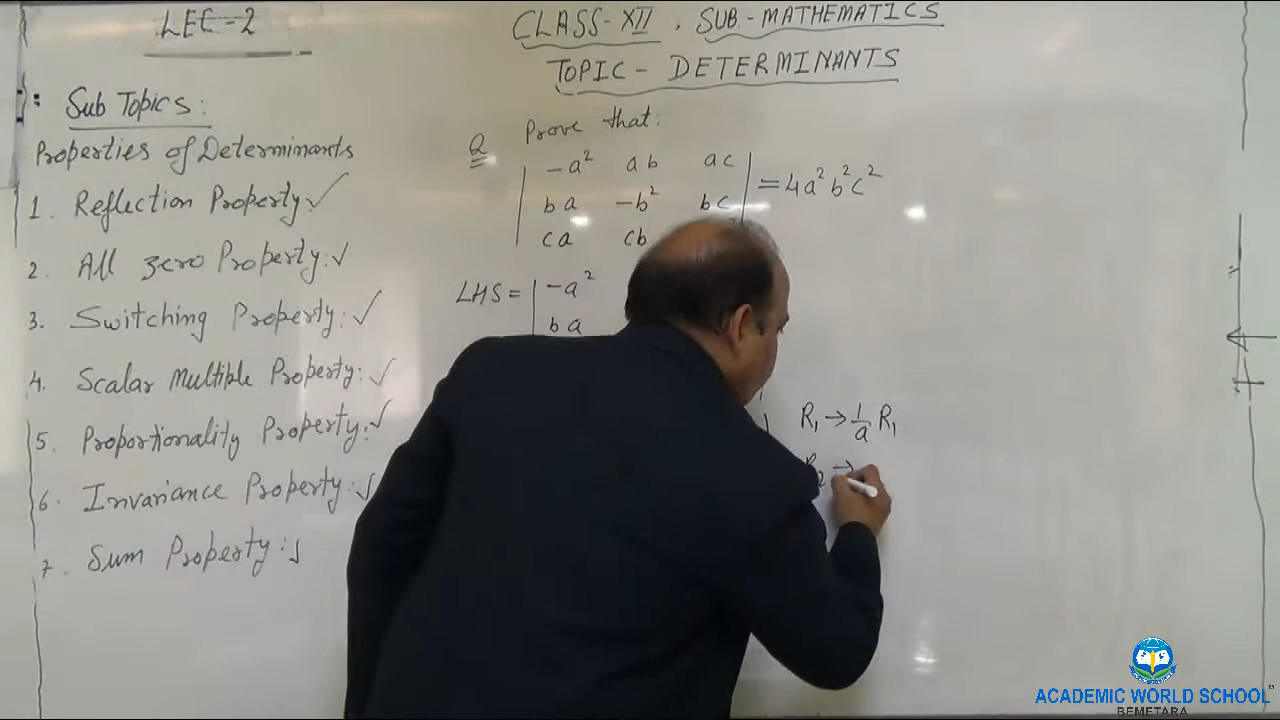 LEC-2
CLASS-XII, SUB.-MATHEMATICS
TOPIC- DETERMINANTS
Sub Topics:
Properties of Determinants
1. Reflection Property:✓
2. All zero Property:✓
3. Switching Property:✓
4. Scalar Multiple Property:✓
5. Proportionality Property:✓
6. Invariance Property:✓
7. Sum Property:✓
Q Prove that:
| -a² ab ac |
| ba -b² bc | = 4a²b²c²
| ca cb
LHS = | -a²
ba
R₁ → 1/a R₁
R₂ →
ACADEMIC WORLD SCHOOL
BEMETARA